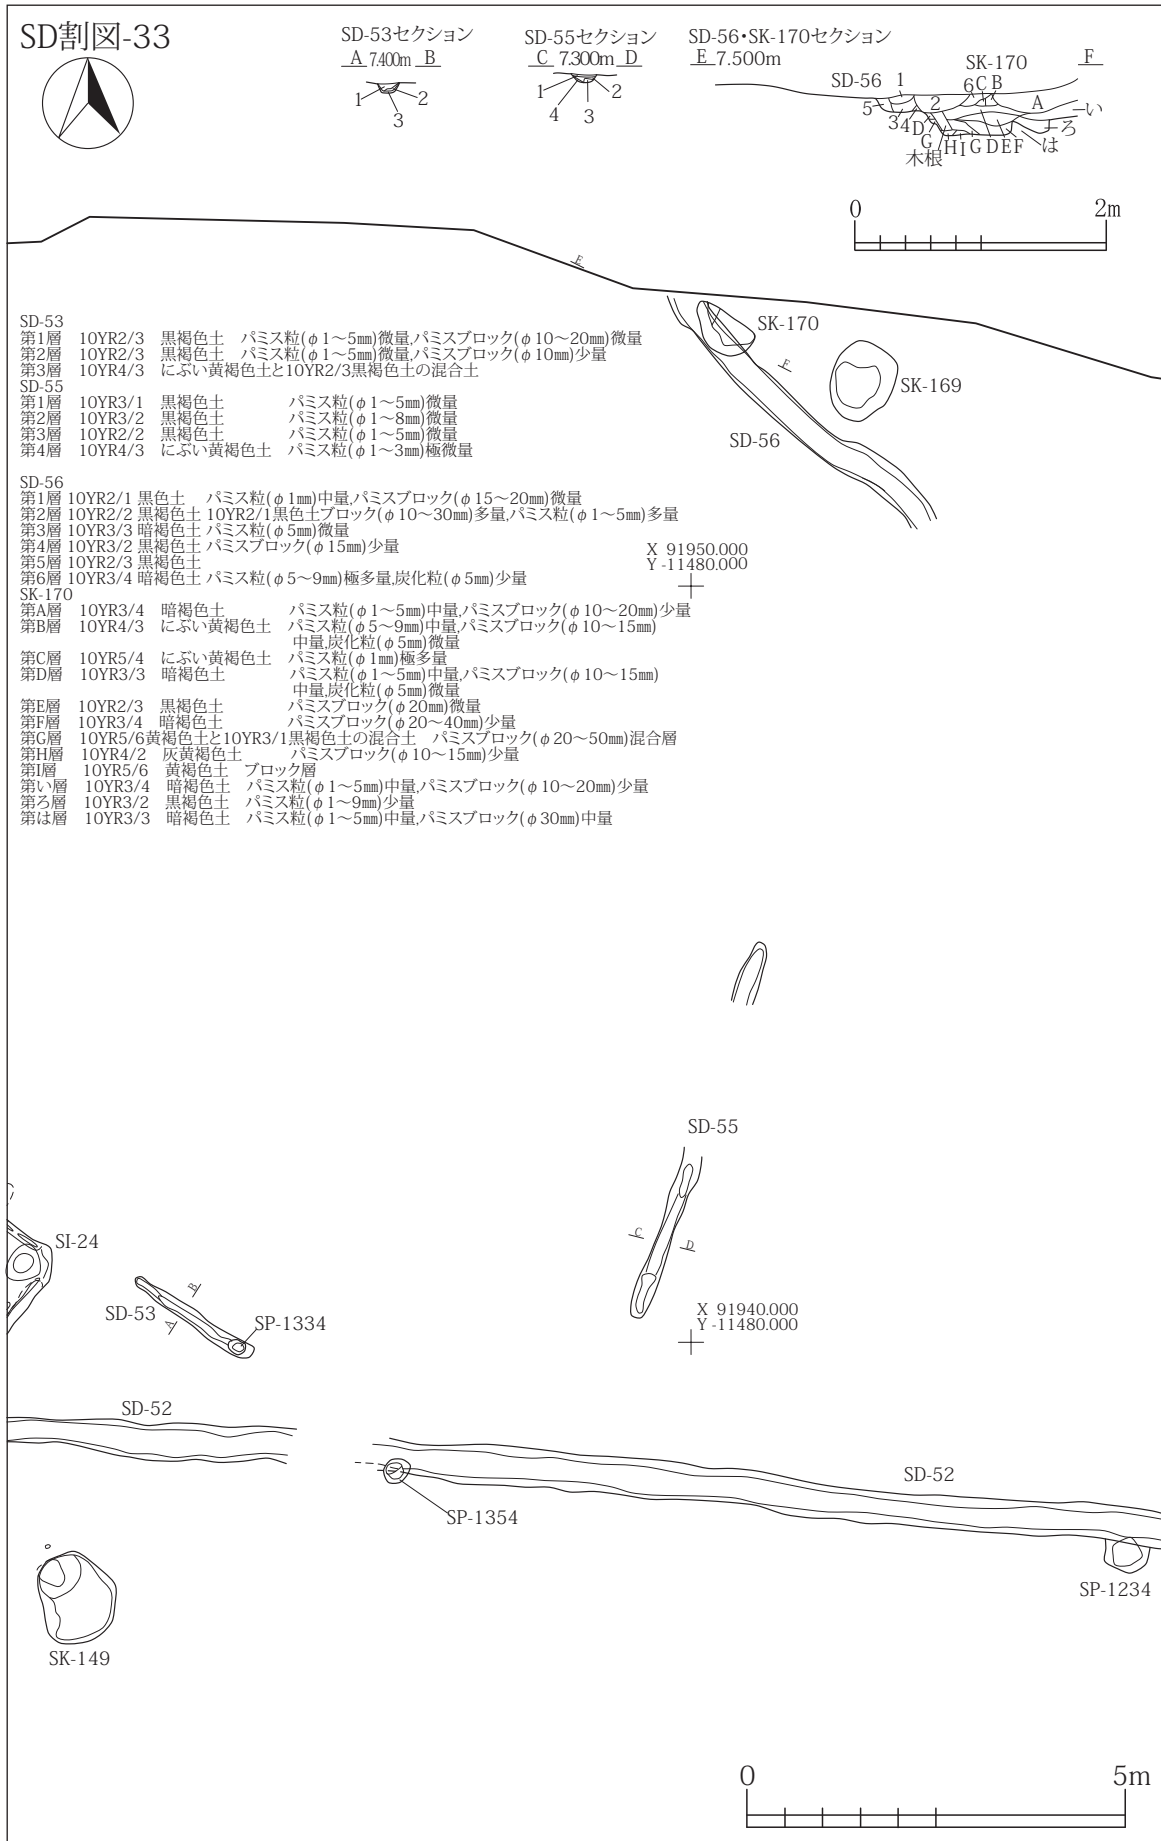 SD割図-33
SD-53セクション
A 7.400m B
1
2
3
SD-55セクション
C 7.300m D
1
2
4
3
SD-56・SK-170セクション
E 7.500m
F
SD-56
1
SK-170
6 C B
5
2
A
い
3 4 D
ろ
G H I G D E F
は
木根
0
2m
E
SK-170
F
SK-169
SD-56
SD-53
第1層 10YR2/3 黒褐色土 パミス粒(φ1～5㎜)微量,パミスブロック(φ10～20㎜)微量
第2層 10YR2/3 黒褐色土 パミス粒(φ1～5㎜)微量,パミスブロック(φ10㎜)少量
第3層 10YR4/3 にぶい黄褐色土と10YR2/3黒褐色土の混合土
SD-55
第1層 10YR3/1 黒褐色土 パミス粒(φ1～5㎜)微量
第2層 10YR3/2 黒褐色土 パミス粒(φ1～8㎜)微量
第3層 10YR2/2 黒褐色土 パミス粒(φ1～5㎜)微量
第4層 10YR4/3 にぶい黄褐色土 パミス粒(φ1～3㎜)極微量
SD-56
第1層 10YR2/1 黒色土 パミス粒(φ1㎜)中量,パミスブロック(φ15～20㎜)微量
第2層 10YR2/2 黒褐色土 10YR2/1黒色土ブロック(φ10～30㎜)多量,パミス粒(φ1～5㎜)多量
第3層 10YR3/3 暗褐色土 パミス粒(φ5㎜)微量
第4層 10YR3/2 黒褐色土 パミスブロック(φ15㎜)少量
第5層 10YR2/3 黒褐色土
第6層 10YR3/4 暗褐色土 パミス粒(φ5～9㎜)極多量,炭化粒(φ5㎜)少量
SK-170
第A層 10YR3/4 暗褐色土 パミス粒(φ1～5㎜)中量,パミスブロック(φ10～20㎜)少量
第B層 10YR4/3 にぶい黄褐色土 パミス粒(φ5～9㎜)中量,パミスブロック(φ10～15㎜)
中量,炭化粒(φ5㎜)微量
第C層 10YR5/4 にぶい黄褐色土 パミス粒(φ1㎜)極多量
第D層 10YR3/3 暗褐色土 パミス粒(φ1～5㎜)中量,パミスブロック(φ10～15㎜)
中量,炭化粒(φ5㎜)微量
第E層 10YR2/3 黒褐色土 パミスブロック(φ20㎜)微量
第F層 10YR3/4 暗褐色土 パミスブロック(φ20～40㎜)少量
第G層 10YR5/6黄褐色土と10YR3/1黒褐色土の混合土 パミスブロック(φ20～50㎜)混合層
第H層 10YR4/2 灰黄褐色土 パミスブロック(φ10～15㎜)少量
第I層 10YR5/6 黄褐色土 ブロック層
第い層 10YR3/4 暗褐色土 パミス粒(φ1～5㎜)中量,パミスブロック(φ10～20㎜)少量
第ろ層 10YR3/2 黒褐色土 パミス粒(φ1～9㎜)少量
第は層 10YR3/3 暗褐色土 パミス粒(φ1～5㎜)中量,パミスブロック(φ30㎜)中量
X 91950.000
Y -11480.000
SD-55
C
D
SI-24
B
SD-53
A
SP-1334
X 91940.000
Y -11480.000
SD-52
SD-52
SP-1354
SP-1234
SK-149
0
5m